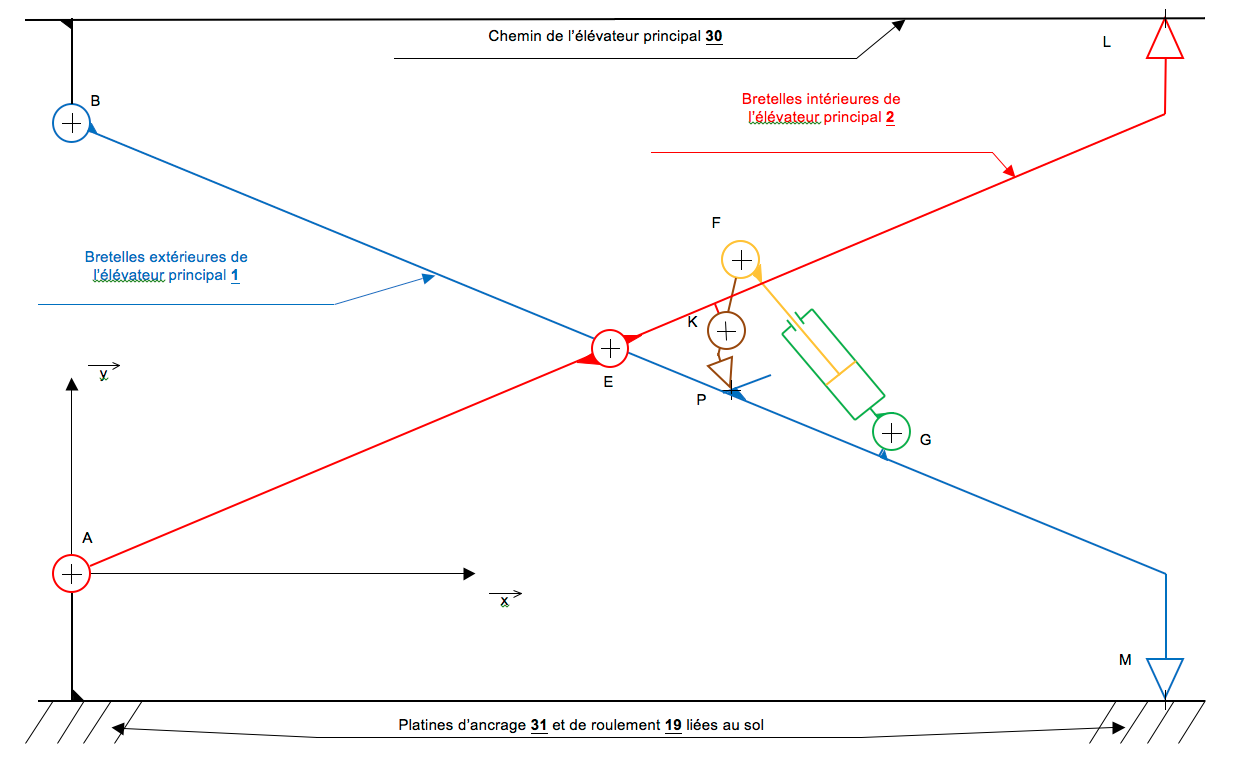 Chemin de l'élévateur principal 30
L
Bretelles intérieures de
l'élévateur principal 2
B
F
Bretelles extérieures de
l'élévateur principal 1
K
E
y
P
G
A
x
M
Platines d'ancrage 31 et de roulement 19 liées au sol